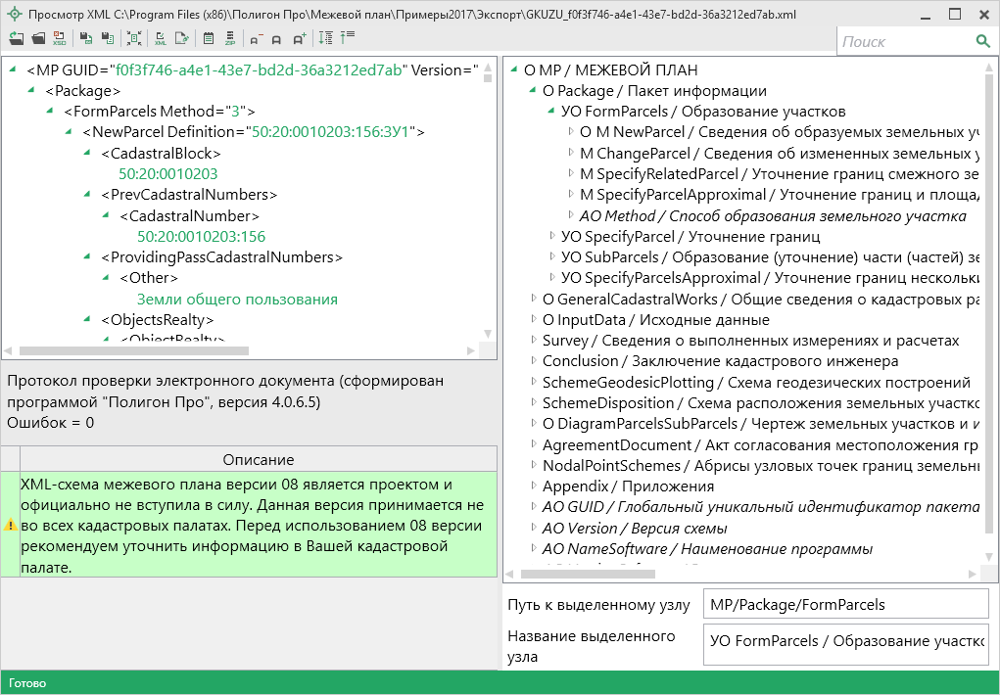 Просмотр XML C:\Program Files (x86)\Полигон Про\Межевой план\Примеры2017\Экспорт\GKUZU_f0f3f746-a4e1-43e7-bd2d-36a3212ed7ab.xml
XSD
XML
ZIP
Поиск
<MP GUID="f0f3f746-a4e1-43e7-bd2d-36a3212ed7ab" Version="
<Package>
<FormParcels Method="3">
<NewParcel Definition="50:20:0010203:156:ЗУ1">
<CadastralBlock>
50:20:0010203
<PrevCadastralNumbers>
<CadastralNumber>
50:20:0010203:156
<ProvidingPassCadastralNumbers>
<Other>
Земли общего пользования
<ObjectsRealty>
<ObjectRealty>
Протокол проверки электронного документа (сформирован
программой "Полигон Про", версия 4.0.6.5)
Ошибок = 0
Описание
XML-схема межевого плана версии 08 является проектом и
официально не вступила в силу. Данная версия принимается не
во всех кадастровых палатах. Перед использованием 08 версии
рекомендуем уточнить информацию в Вашей кадастровой
палате.
О MP / МЕЖЕВОЙ ПЛАН
О Package / Пакет информации
УО FormParcels / Образование участков
О М NewParcel / Сведения об образуемых земельных уч
М ChangeParcel / Сведения об измененных земельных у
М SpecifyRelatedParcel / Уточнение границ смежного зе
М SpecifyParcelApproximal / Уточнение границ и площад
АО Method / Способ образования земельного участка
УО SpecifyParcel / Уточнение границ
УО SubParcels / Образование (уточнение) части (частей) зе
УО SpecifyParcelsApproximal / Уточнение границ нескольки
О GeneralCadastralWorks / Общие сведения о кадастровых ра
О InputData / Исходные данные
Survey / Сведения о выполненных измерениях и расчетах
Conclusion / Заключение кадастрового инженера
SchemeGeodesicPlotting / Схема геодезических построений
SchemeDisposition / Схема расположения земельных участко
О DiagramParcelsSubParcels / Чертеж земельных участков и и
AgreementDocument / Акт согласования местоположения гр
NodalPointSchemes / Абрисы узловых точек границ земельн
Appendix / Приложения
АО GUID / Глобальный уникальный идентификатор пакета
АО Version / Версия схемы
АО NameSoftware / Наименование программы
Путь к выделенному узлу
MP/Package/FormParcels
Название выделенного
узла
УО FormParcels / Образование участко
Готово